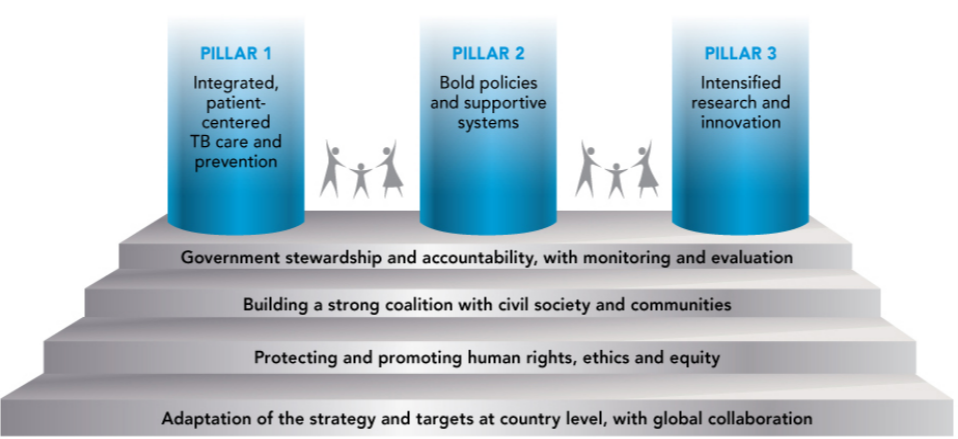 PILLAR 1
Integrated,
patient-
centered
TB care and
prevention
PILLAR 2
Bold policies
and supportive
systems
PILLAR 3
Intensified
research and
innovation
Government stewardship and accountability, with monitoring and evaluation
Building a strong coalition with civil society and communities
Protecting and promoting human rights, ethics and equity
Adaptation of the strategy and targets at country level, with global collaboration